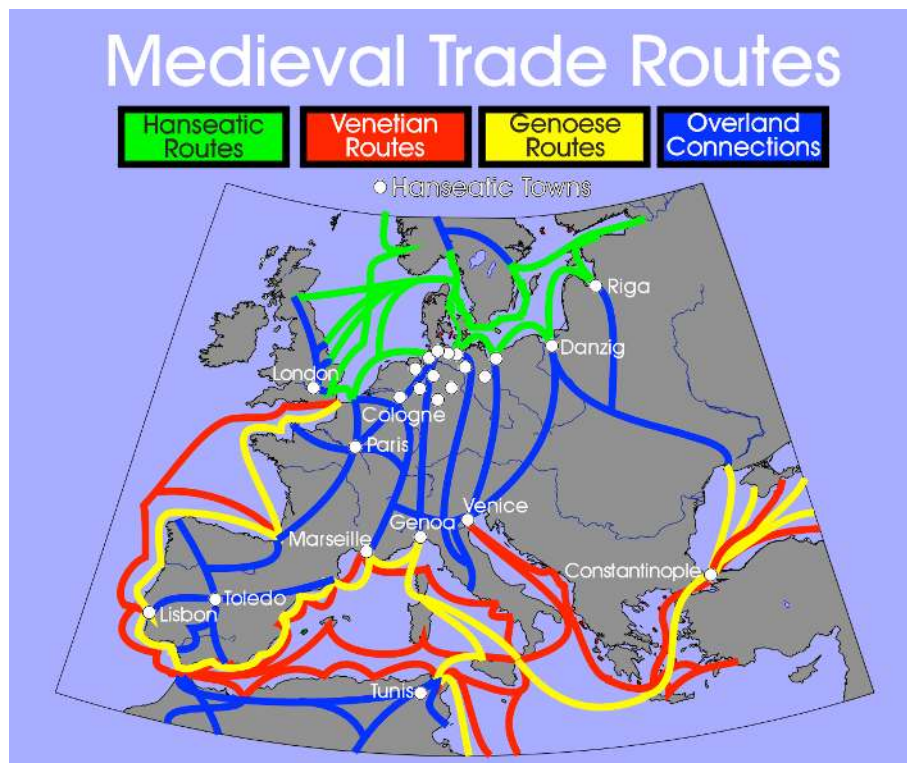 Medieval Trade Routes
Hanseatic
Routes
Venetian
Routes
Genoese
Routes
Overland
Connections
Hanseatic Towns
Riga
Danzig
London
Cologne
Paris
Venice
Genoa
Marseille
Constantinople
Toledo
Lisbon
Tunis